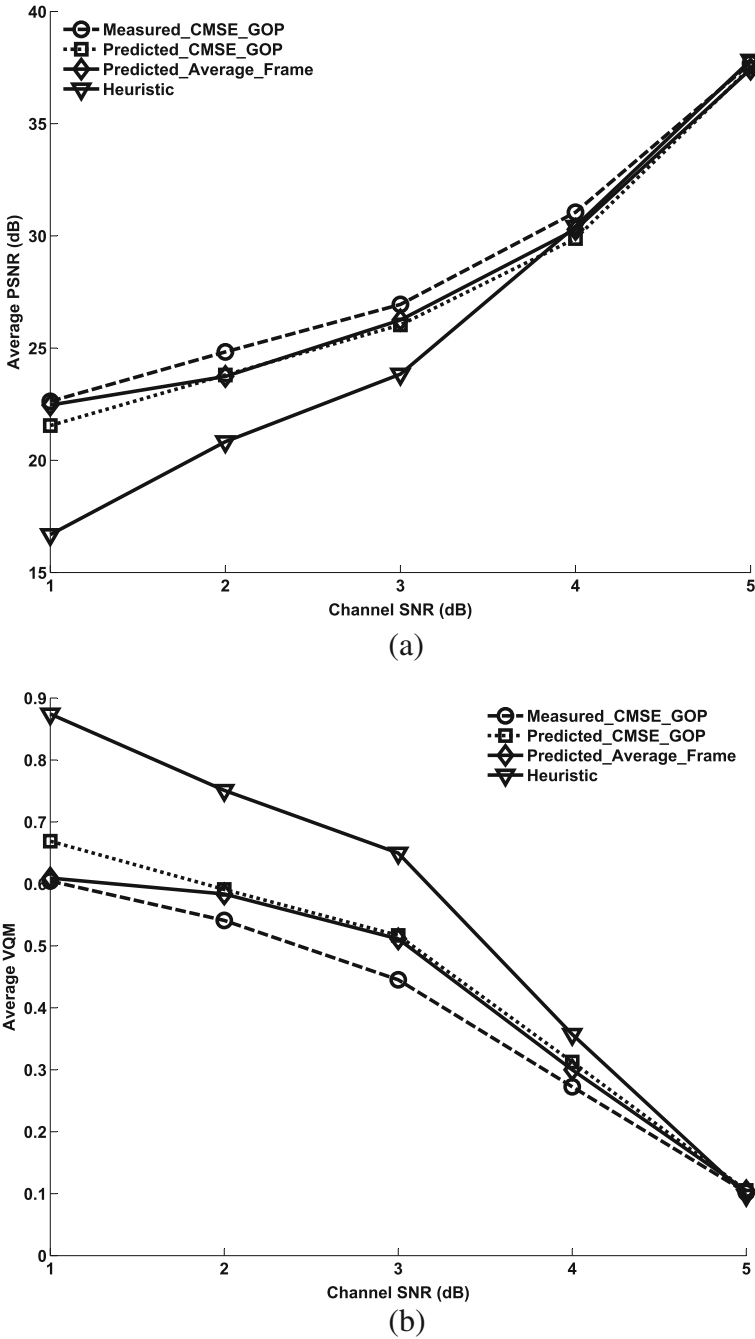 40
35
30
25
20
15
Average PSNR (dB)
Measured_CMSE_GOP
Predicted_CMSE_GOP
Predicted_Average_Frame
Heuristic
1 2 3 4 5
Channel SNR (dB)
(a)
0.9
0.8
0.7
0.6
0.5
0.4
0.3
0.2
0.1
0
Average VQM
Measured_CMSE_GOP
Predicted_CMSE_GOP
Predicted_Average_Frame
Heuristic
1 2 3 4 5
Channel SNR (dB)
(b)